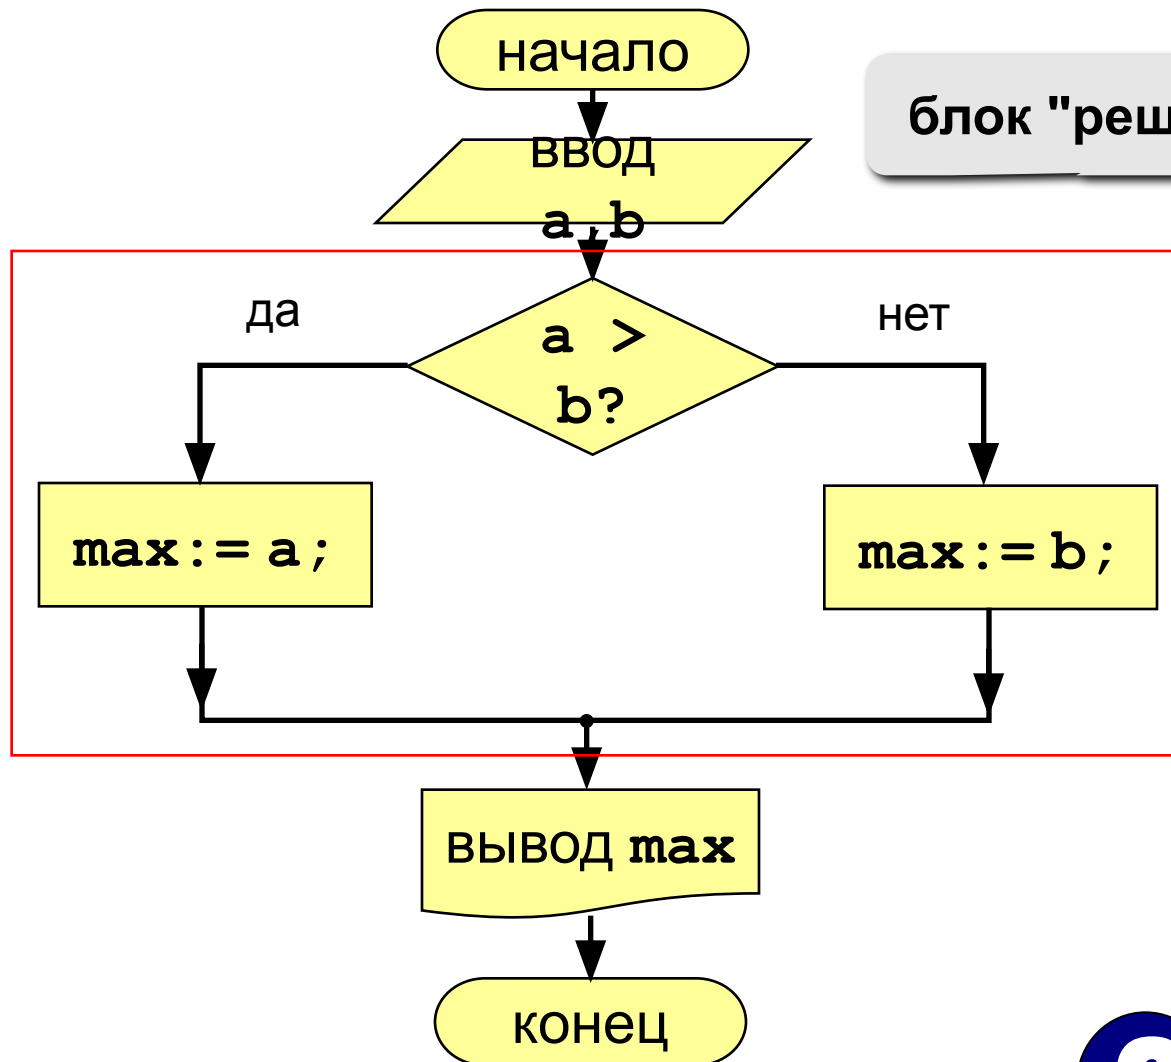 начало
блок "реш
ввод
a,b
да
нет
a >
b?
max:= a;
max:= b;
вывод max
конец